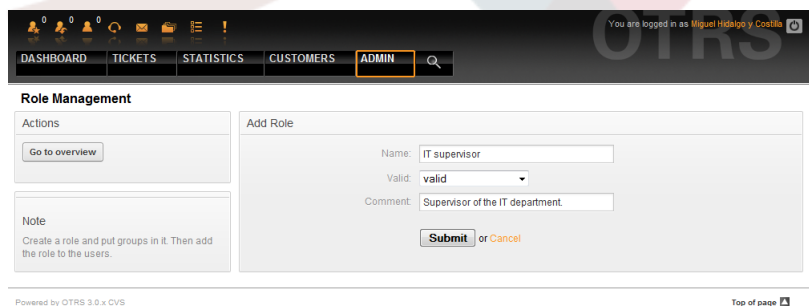 0 0 0
You are logged in as Miguel Hidalgo y Costilla
OTRS
DASHBOARD TICKETS STATISTICS CUSTOMERS ADMIN
Role Management
Actions
Go to overview
Note
Create a role and put groups in it. Then add
the role to the users.
Add Role
Name: IT supervisor
Valid: valid
Comment: Supervisor of the IT department.
Submit or Cancel
Powered by OTRS 3.0.x CVS
Top of page